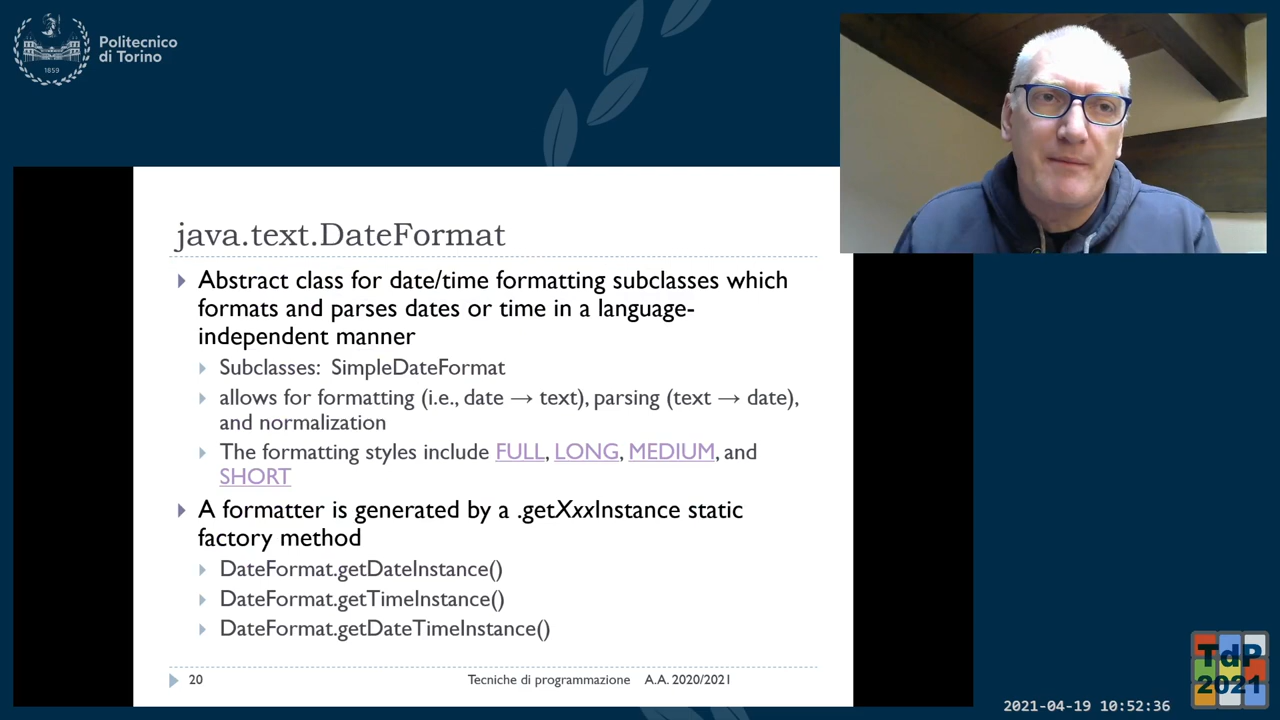 Politecnico
di Torino
1859
java.text.DateFormat
Abstract class for date/time formatting subclasses which
formats and parses dates or time in a language-
independent manner
Subclasses: SimpleDateFormat
allows for formatting (i.e., date → text), parsing (text → date),
and normalization
The formatting styles include FULL, LONG, MEDIUM, and
SHORT
A formatter is generated by a .getXxxInstance static
factory method
DateFormat.getDateInstance()
DateFormat.getTimeInstance()
DateFormat.getDateTimeInstance()
20
Tecniche di programmazione A.A. 2020/2021
TdP
2021
2021-04-19 10:52:36